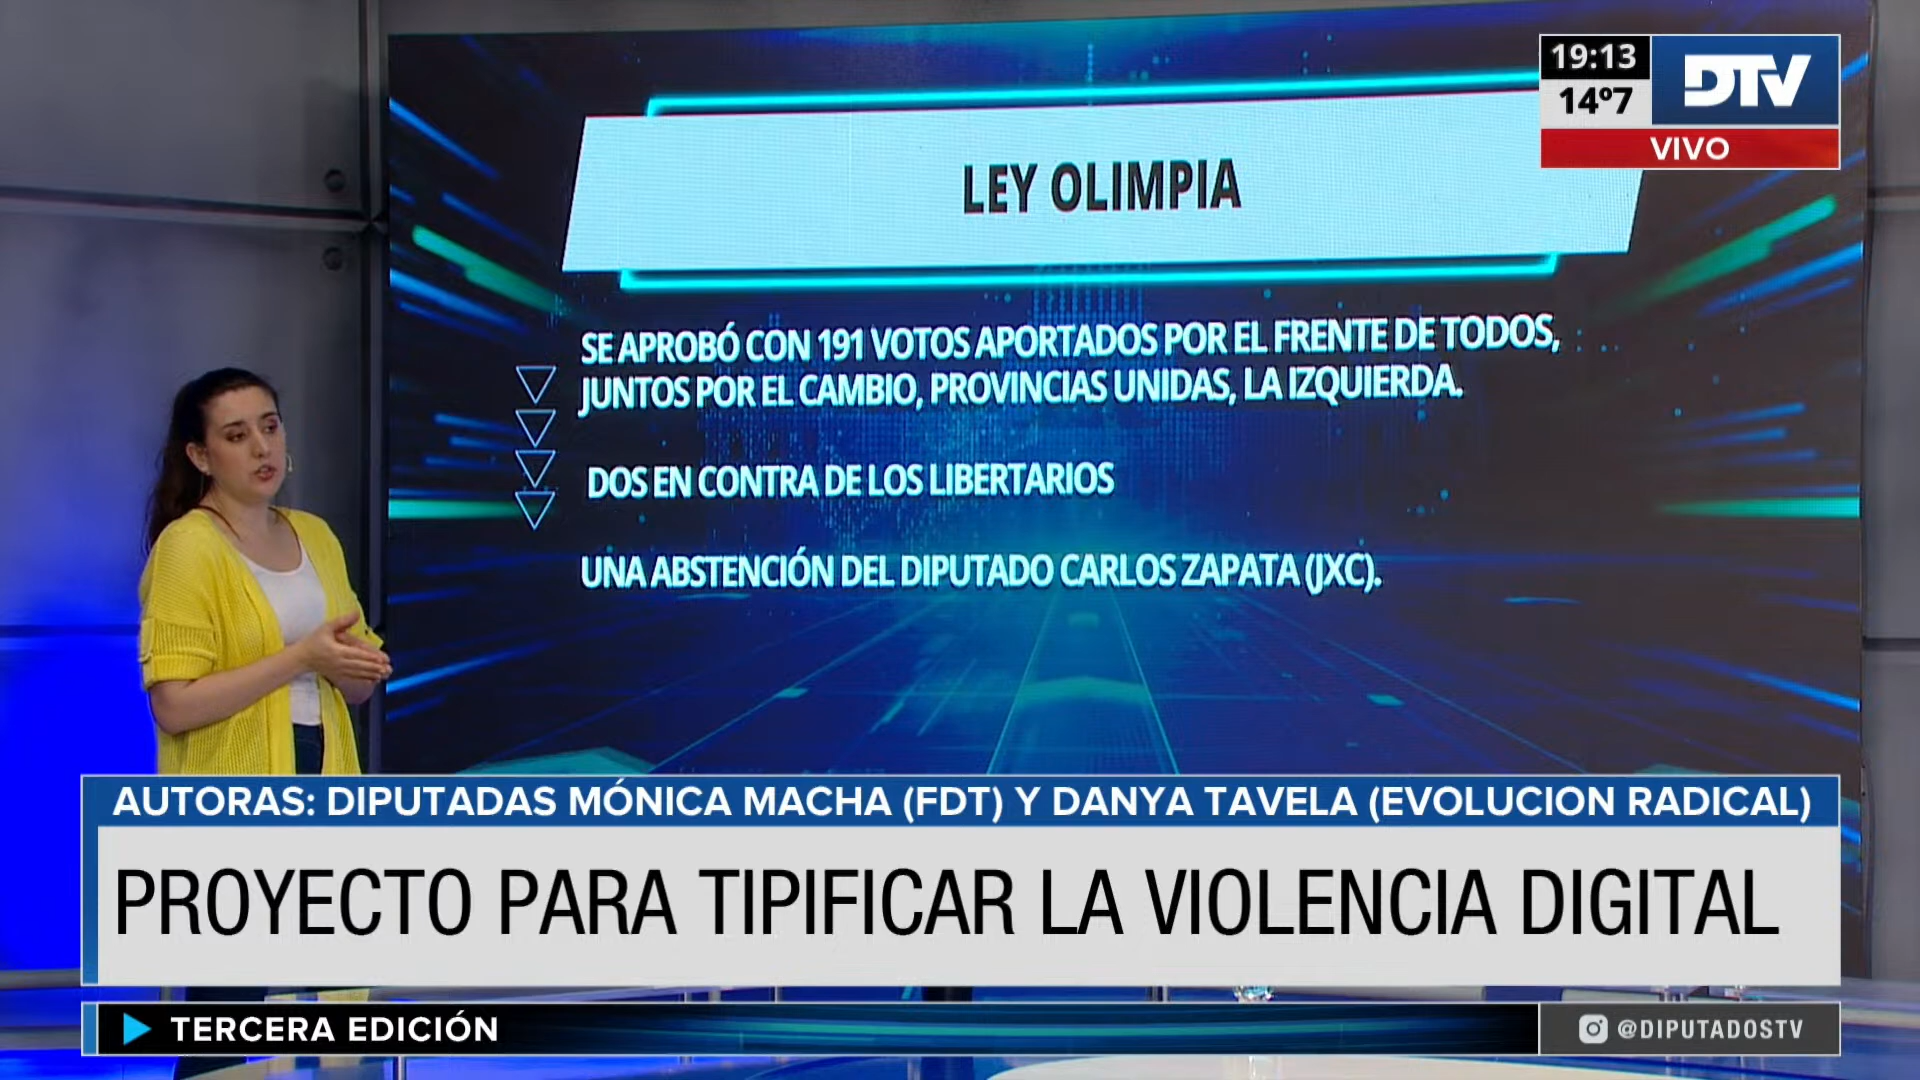 19:13
14º7
DTV
VIVO
LEY OLIMPIA
SE APROBÓ CON 191 VOTOS APORTADOS POR EL FRENTE DE TODOS,
JUNTOS POR EL CAMBIO, PROVINCIAS UNIDAS, LA IZQUIERDA.
DOS EN CONTRA DE LOS LIBERTARIOS
UNA ABSTENCIÓN DEL DIPUTADO CARLOS ZAPATA (JXC).
AUTORAS: DIPUTADAS MÓNICA MACHA (FDT) Y DANYA TAVELA (EVOLUCION RADICAL)
PROYECTO PARA TIPIFICAR LA VIOLENCIA DIGITAL
TERCERA EDICIÓN
@DIPUTADOSTV